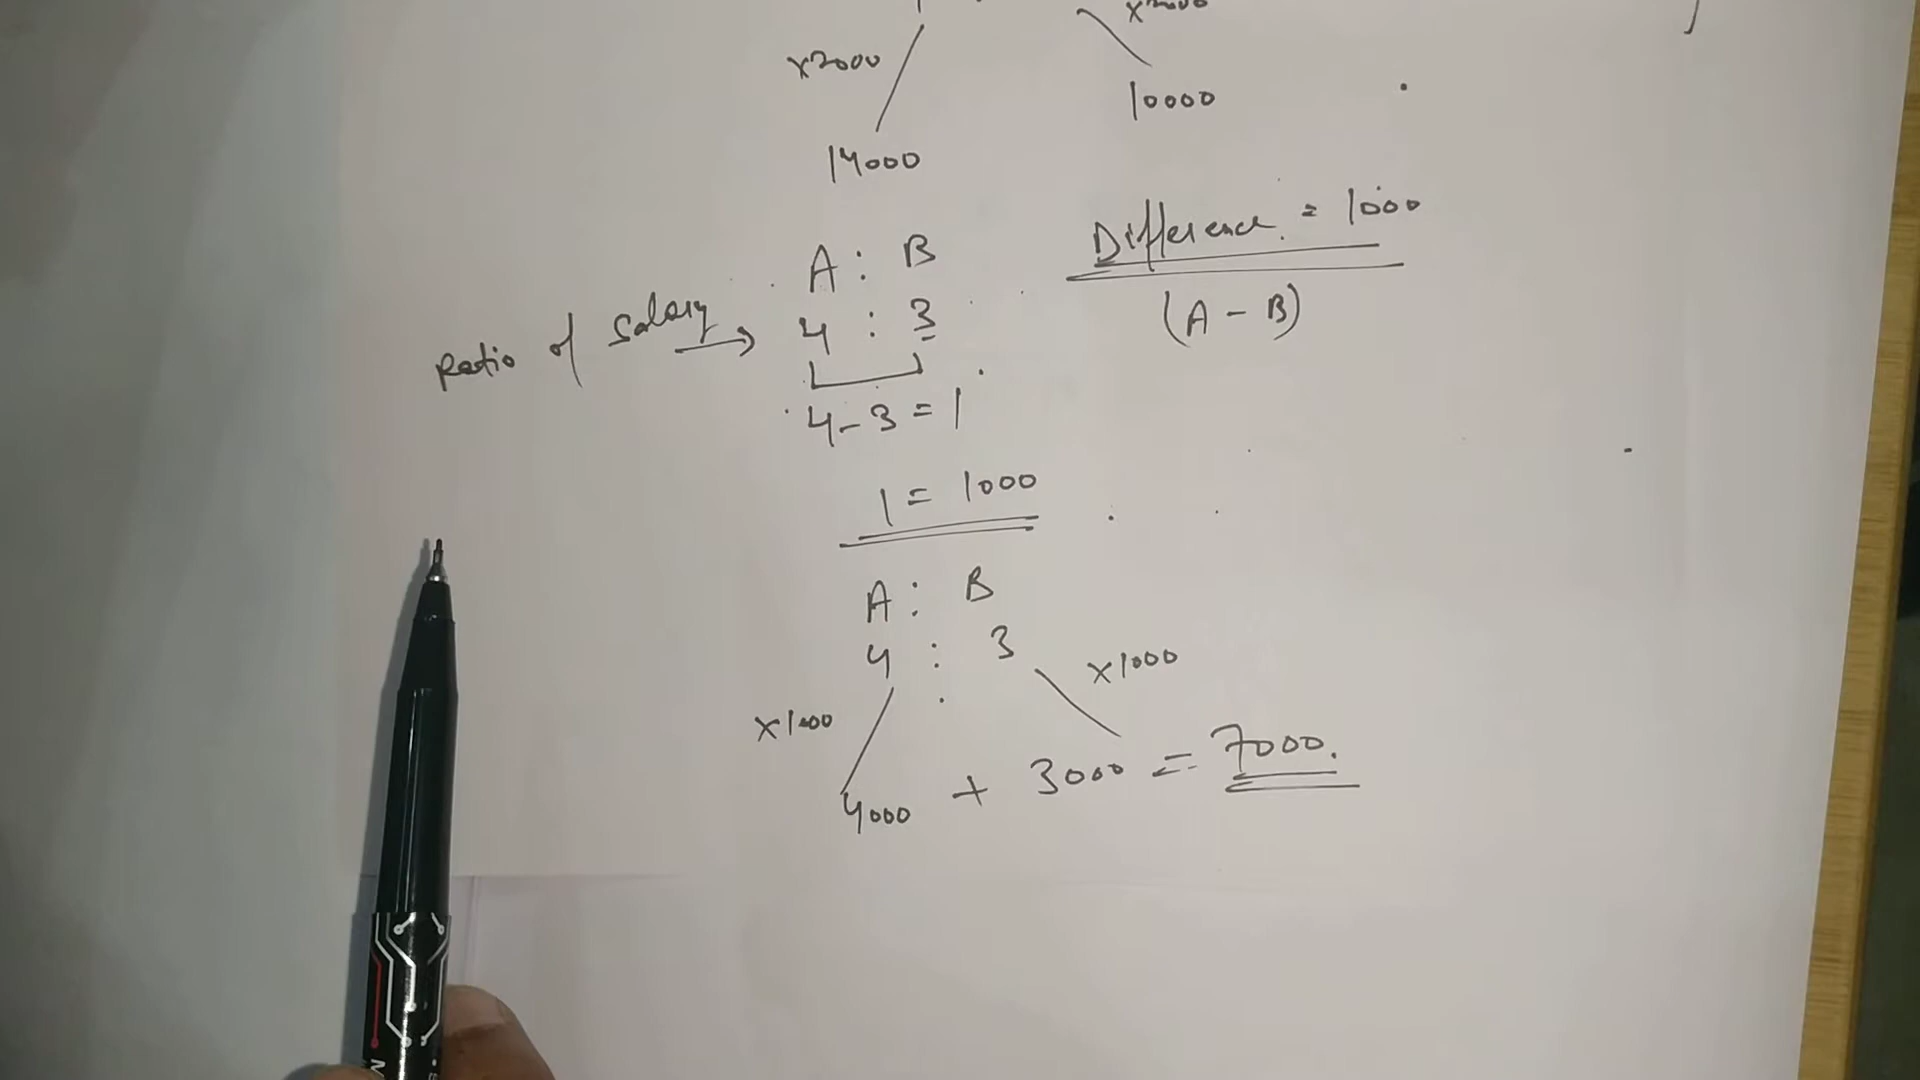 x2000
10000
14000
Difference = 1000
(A - B)
A : B
Ratio of Salary → 4 : 3
4 - 3 = 1
1 = 1000
A : B
4 : 3
x1000 x1000
4000 + 3000 = 7000.